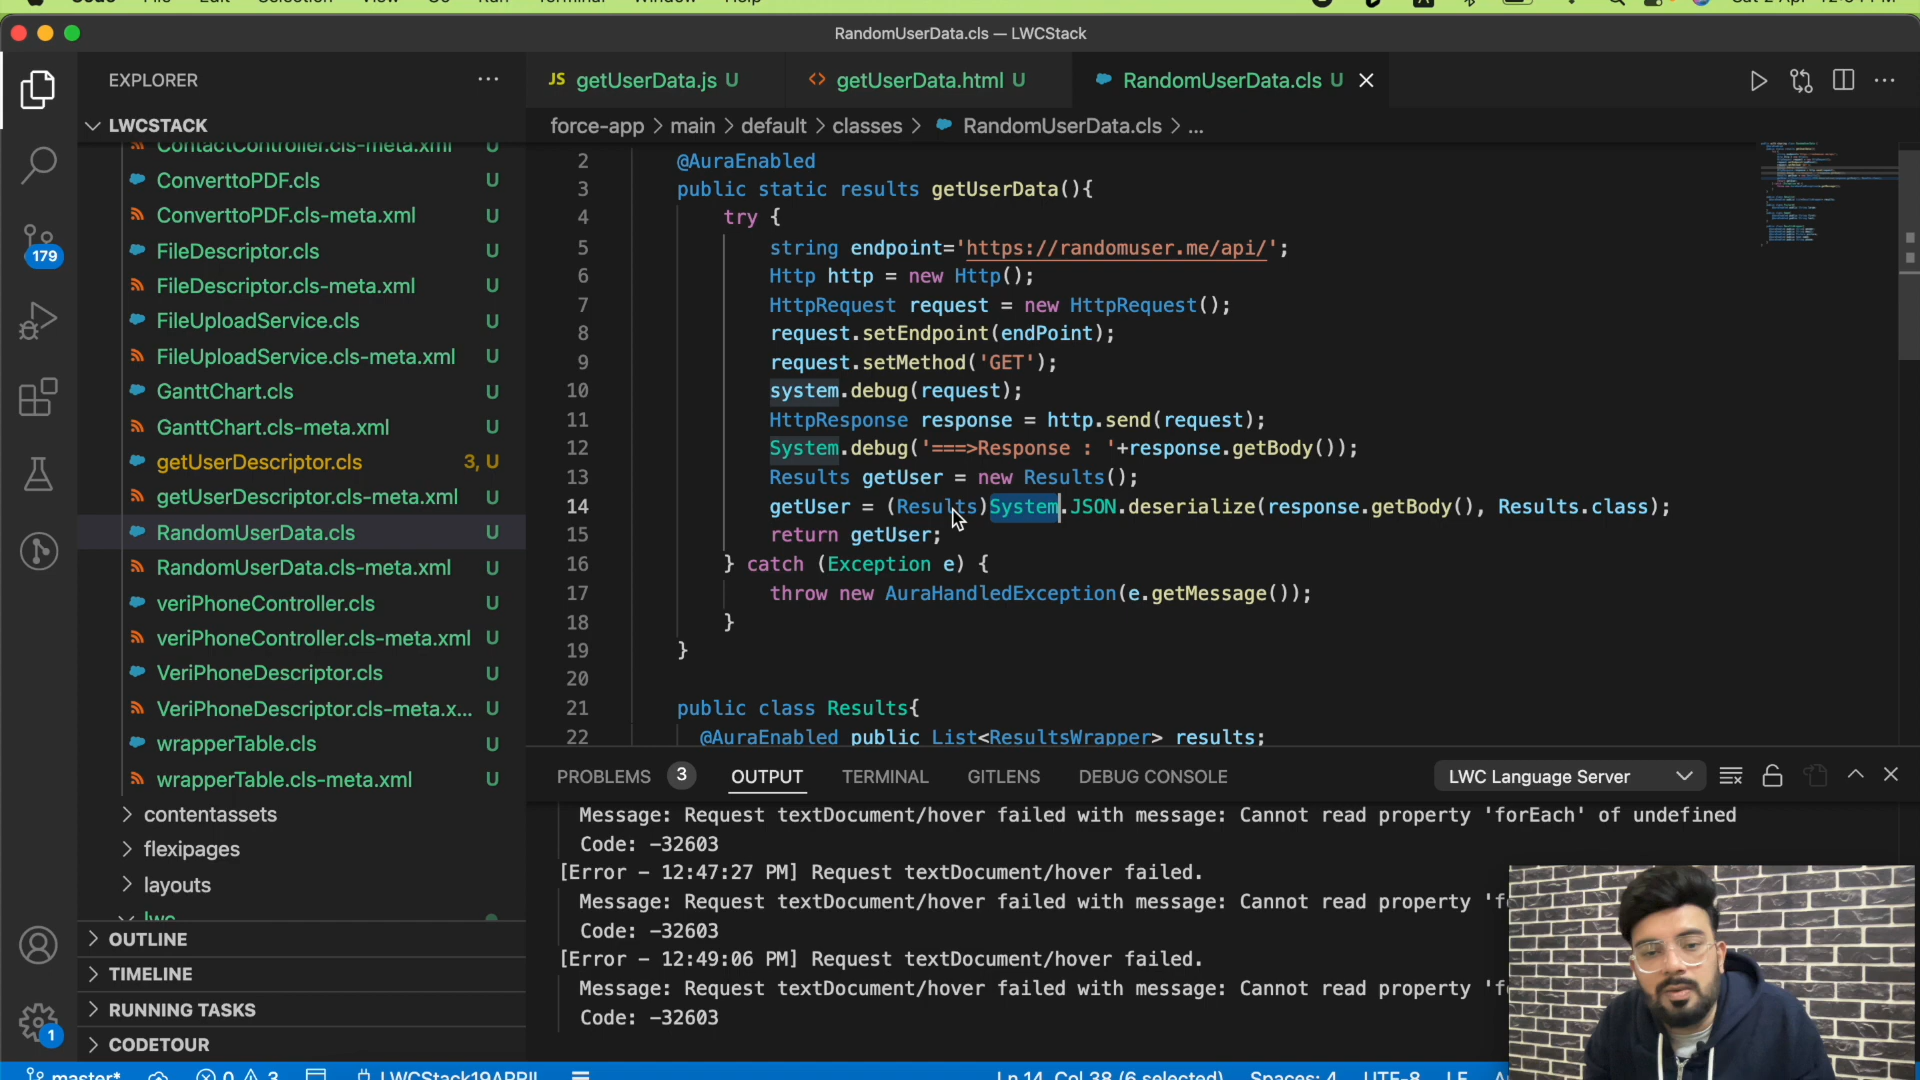 RandomUserData.cls — LWCStack
EXPLORER
LWCSTACK
ContactController.cls-meta.xml U
ConverttoPDF.cls U
ConverttoPDF.cls-meta.xml U
FileDescriptor.cls U
FileDescriptor.cls-meta.xml U
FileUploadService.cls U
FileUploadService.cls-meta.xml U
GanttChart.cls U
GanttChart.cls-meta.xml U
getUserDescriptor.cls 3, U
getUserDescriptor.cls-meta.xml U
RandomUserData.cls U
RandomUserData.cls-meta.xml U
veriPhoneController.cls U
veriPhoneController.cls-meta.xml U
VeriPhoneDescriptor.cls U
VeriPhoneDescriptor.cls-meta.x... U
wrapperTable.cls U
wrapperTable.cls-meta.xml U
contentassets
flexipages
layouts
lwc
OUTLINE
TIMELINE
RUNNING TASKS
CODETOUR
179
1
JS getUserData.js U
<> getUserData.html U
RandomUserData.cls U
force-app > main > default > classes > RandomUserData.cls > ...
2 @AuraEnabled
3 public static results getUserData(){
4 try {
5 string endpoint='https://randomuser.me/api/';
6 Http http = new Http();
7 HttpRequest request = new HttpRequest();
8 request.setEndpoint(endPoint);
9 request.setMethod('GET');
10 system.debug(request);
11 HttpResponse response = http.send(request);
12 System.debug('===>Response : '+response.getBody());
13 Results getUser = new Results();
14 getUser = (Results)System.JSON.deserialize(response.getBody(), Results.class);
15 return getUser;
16 } catch (Exception e) {
17 throw new AuraHandledException(e.getMessage());
18 }
19 }
20
21 public class Results{
22 @AuraEnabled public List<ResultsWrapper> results;
PROBLEMS 3 OUTPUT TERMINAL GITLENS DEBUG CONSOLE
LWC Language Server
Message: Request textDocument/hover failed with message: Cannot read property 'forEach' of undefined
Code: -32603
[Error - 12:47:27 PM] Request textDocument/hover failed.
Message: Request textDocument/hover failed with message: Cannot read property 'f
Code: -32603
[Error - 12:49:06 PM] Request textDocument/hover failed.
Message: Request textDocument/hover failed with message: Cannot read property 'f
Code: -32603
master* 0 3 LWCStack19APRIL Ln 14, Col 38 (6 selected) Spaces: 4 UTF-8 LF